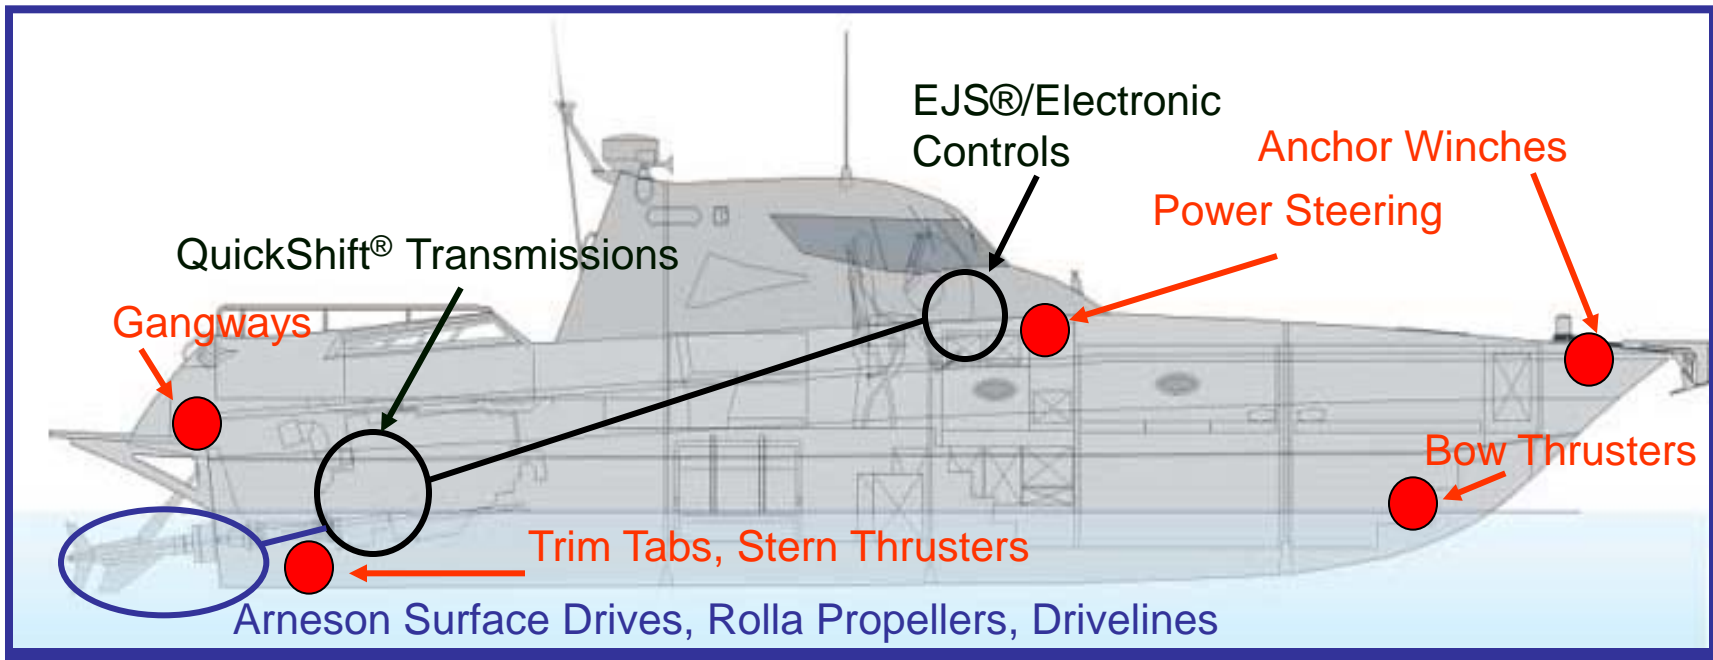 EJS®/Electronic
Controls
Anchor Winches
Power Steering
QuickShift® Transmissions
Gangways
Bow Thrusters
Trim Tabs, Stern Thrusters
Arneson Surface Drives, Rolla Propellers, Drivelines